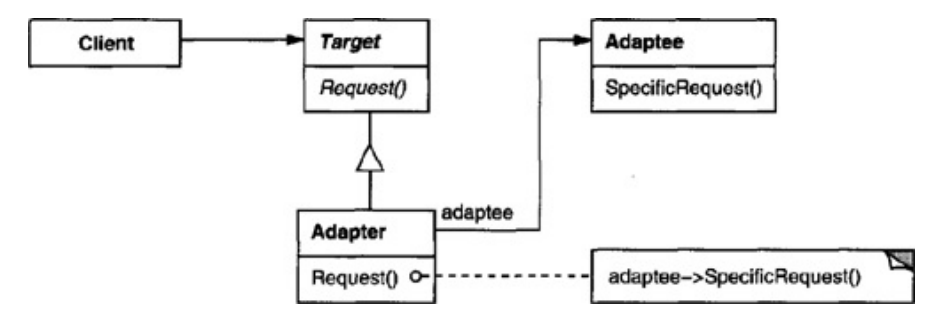 Client
Target
Request()
Adaptee
SpecificRequest()
adaptee
Adapter
Request()
adaptee->SpecificRequest()